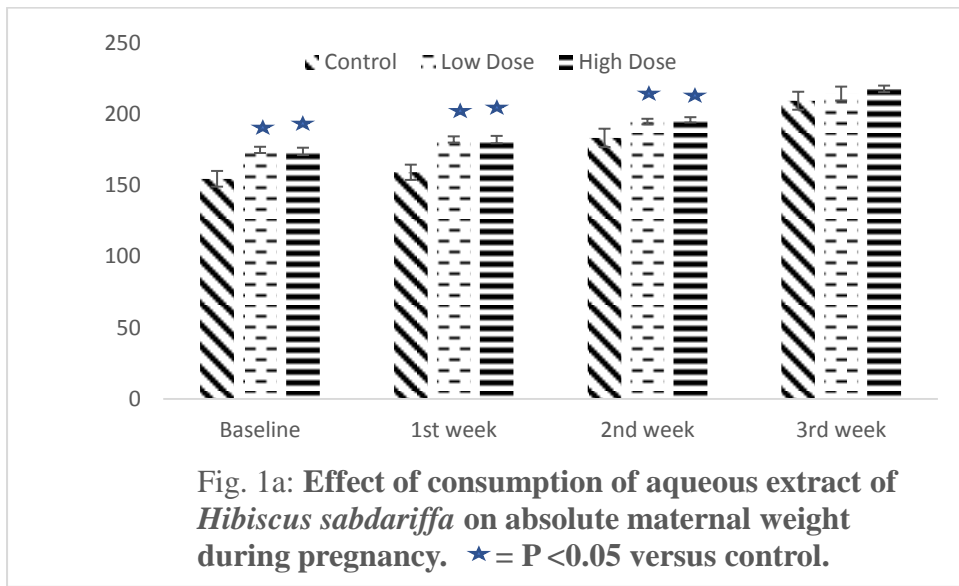 250
Control Low Dose High Dose
200
150
100
50
0
Baseline 1st week 2nd week 3rd week
Fig. 1a: Effect of consumption of aqueous extract of
Hibiscus sabdariffa on absolute maternal weight
during pregnancy. ★= P <0.05 versus control.